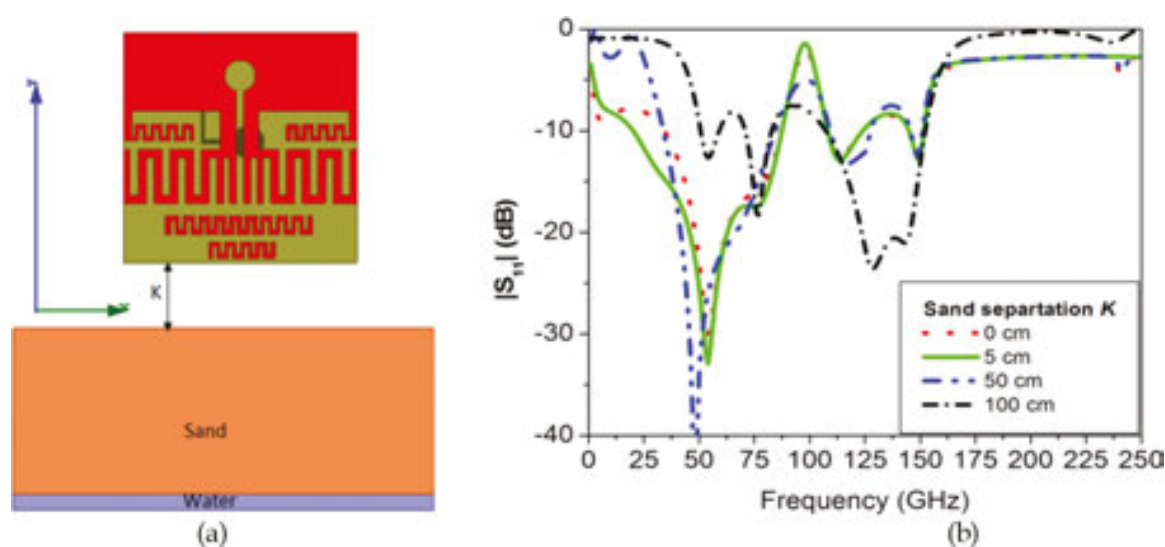 K
Sand
Water
(a)
0
-10
-20
-30
-40
|S11| (dB)
Sand separtation K
0 cm
5 cm
50 cm
100 cm
0 25 50 75 100 125 150 175 200 225 250
Frequency (GHz)
(b)